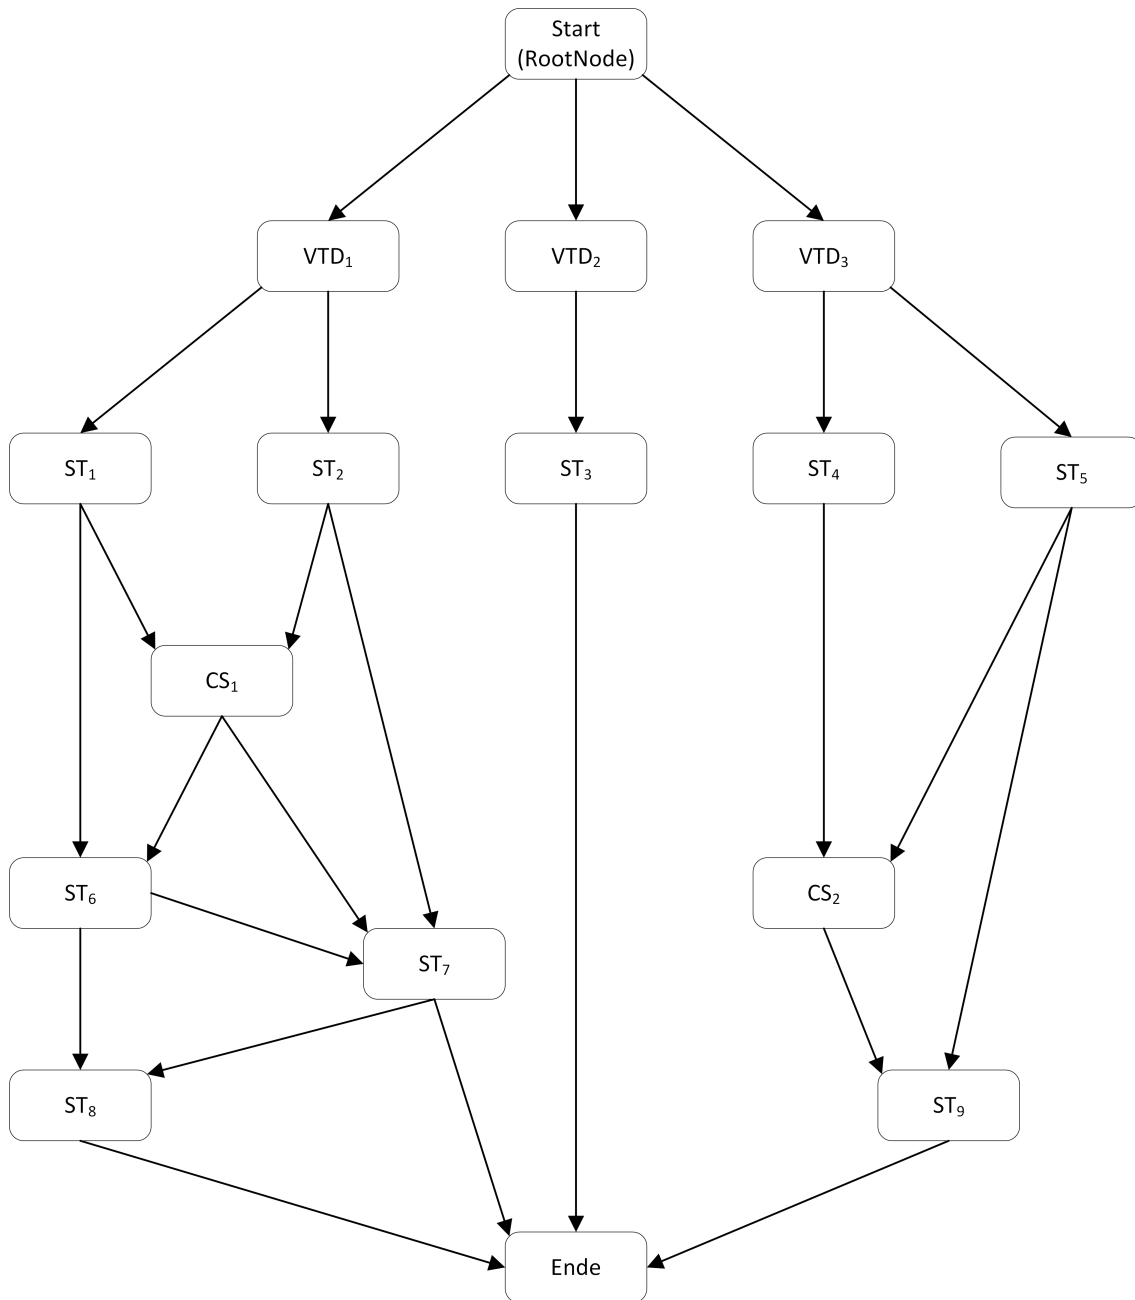 Start
(RootNode)
VTD₁
VTD₂
VTD₃
ST₁
ST₂
ST₃
ST₄
ST₅
CS₁
ST₆
CS₂
ST₇
ST₈
ST₉
Ende